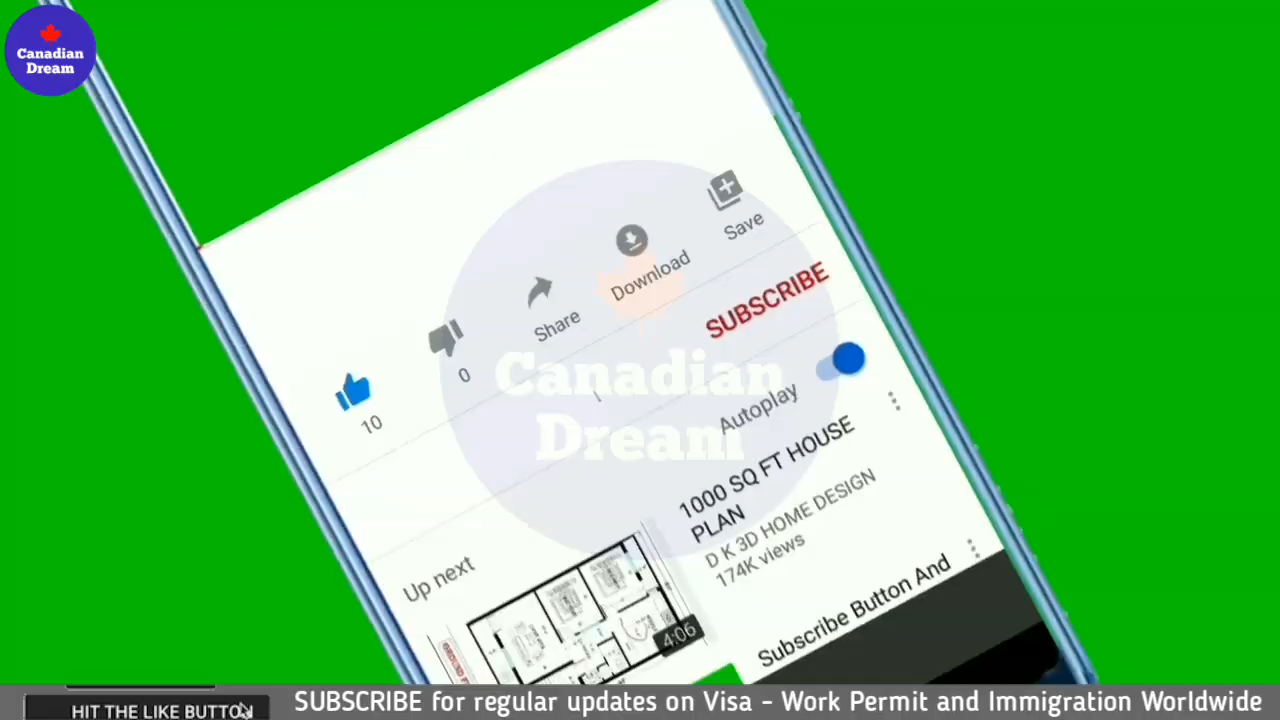 Canadian
Dream
Save
Download
Share
0
10
SUBSCRIBE
Canadian
Dream
Autoplay
Up next
1000 SQ FT HOUSE
PLAN
D K 3D HOME DESIGN
174K views
4:06
Subscribe Button And
HIT THE LIKE BUTTON
SUBSCRIBE for regular updates on Visa - Work Permit and Immigration Worldwide